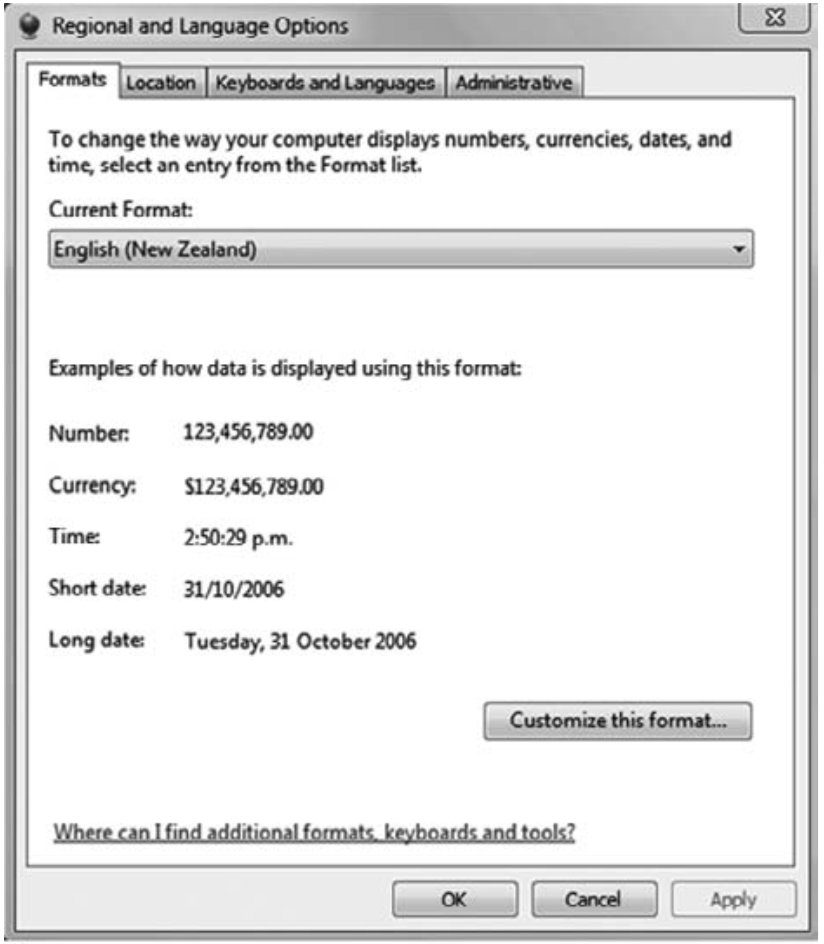 Regional and Language Options
Formats Location Keyboards and Languages Administrative
To change the way your computer displays numbers, currencies, dates, and
time, select an entry from the Format list.
Current Format:
English (New Zealand)
Examples of how data is displayed using this format:
Number: 123,456,789.00
Currency: $123,456,789.00
Time: 2:50:29 p.m.
Short date: 31/10/2006
Long date: Tuesday, 31 October 2006
Customize this format...
Where can I find additional formats, keyboards and tools?
OK Cancel Apply